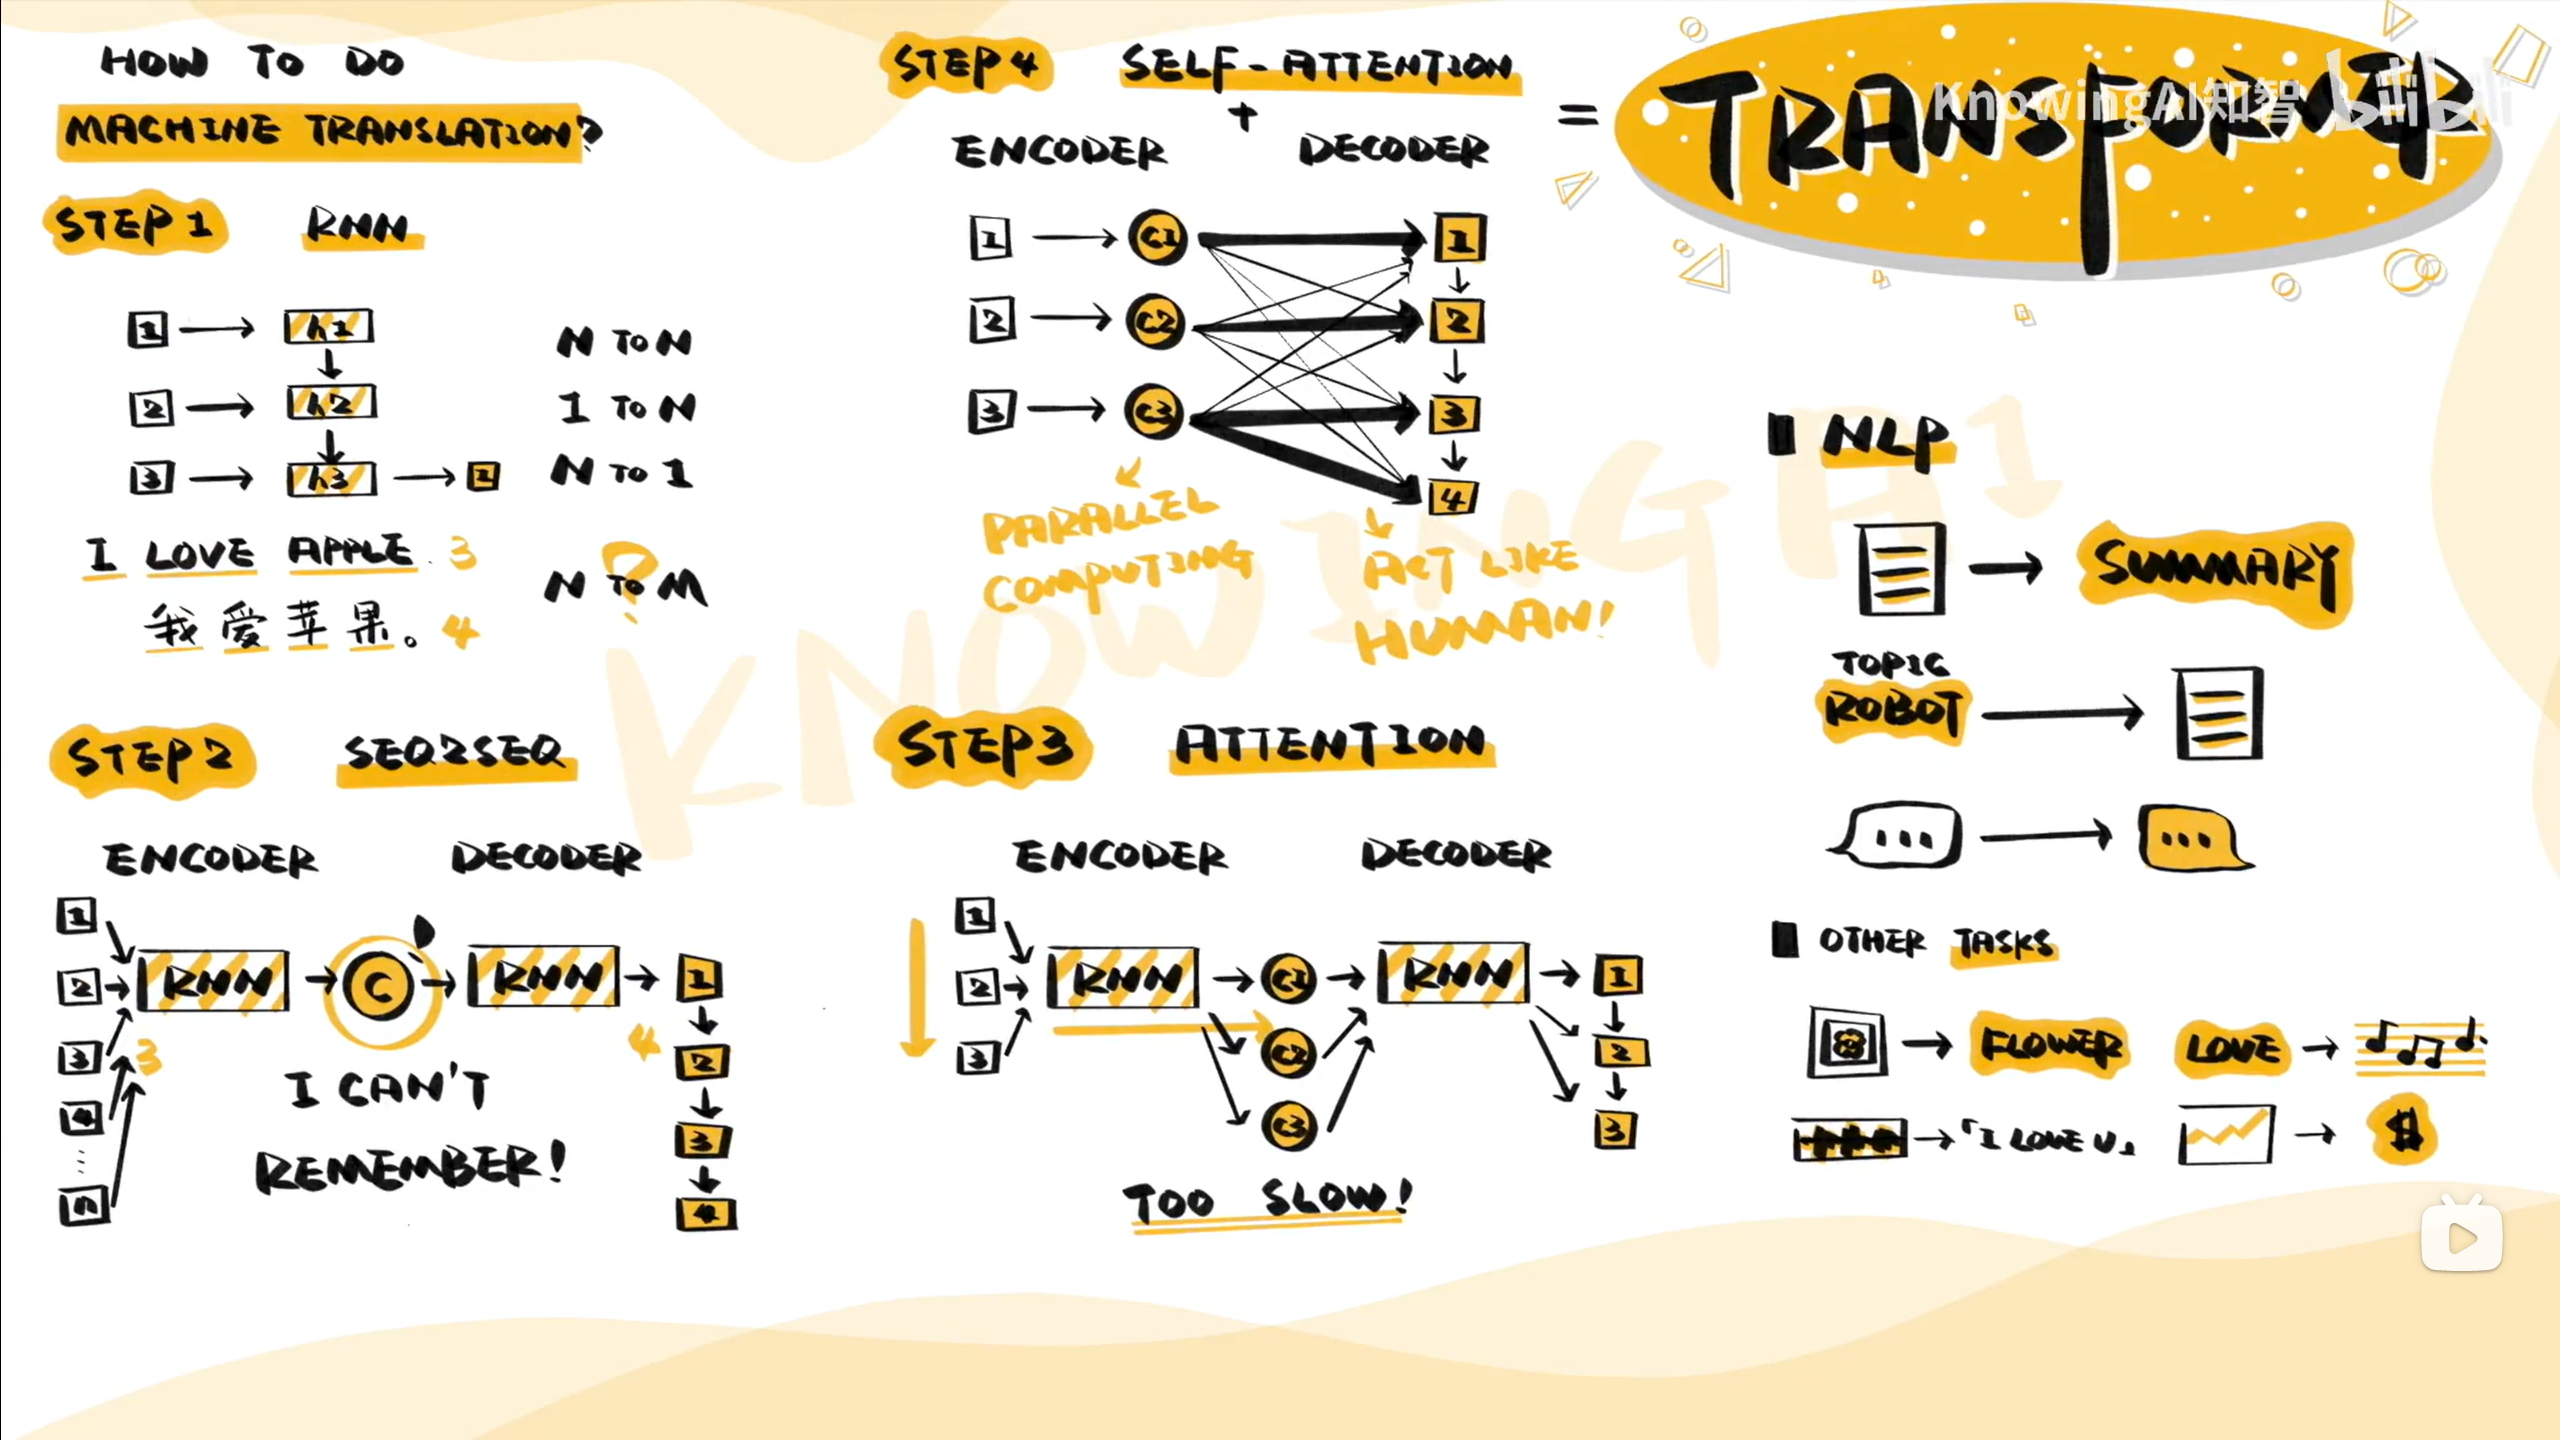 HOW TO DO
MACHINE TRANSLATION?
STEP 1 RNN
1 h1
2 h2
3 h3 1
N TO N
1 TO N
N TO 1
N TO M
?
I LOVE APPLE. 3
我爱苹果。 4
STEP 2 SEQ2SEQ
ENCODER DECODER
1
2 RNN C RNN 1
3 3 4 2
4 3
n 4
I CAN'T
REMEMBER!
STEP 4 SELF-ATTENTION
+
ENCODER DECODER
1 C1 1
2 C2 2
3 C3 3
4
PARALLEL
COMPUTING
ACT LIKE
HUMAN!
STEP 3 ATTENTION
ENCODER DECODER
1
2 RNN C1 RNN 1
3 C2 2
C3 3
TOO SLOW!
= TRANSFORMER
KnowingAI知智 bilibili
KNOWING AI
NLP
SUMMARY
TOPIC
ROBOT
...
...
OTHER TASKS
FLOWER LOVE
「I LOVE U」 $